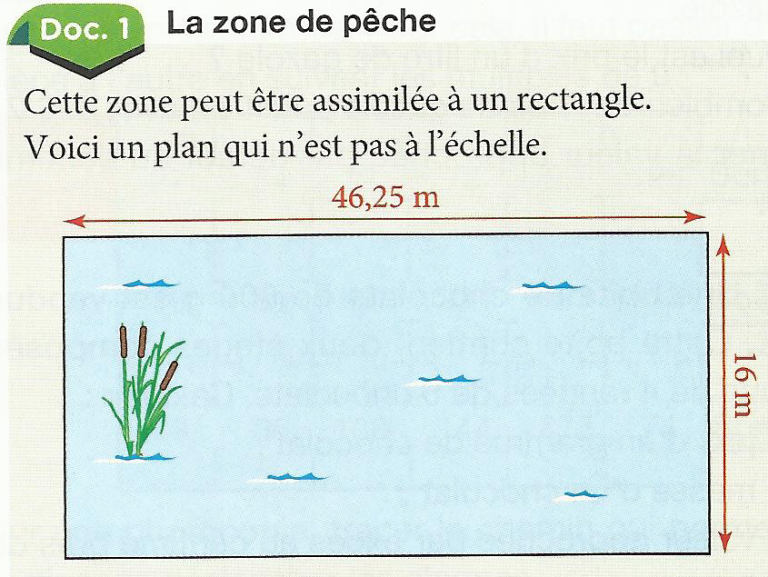 Doc. 1 La zone de pêche
Cette zone peut être assimilée à un rectangle.
Voici un plan qui n'est pas à l'échelle.
46,25 m
16 m